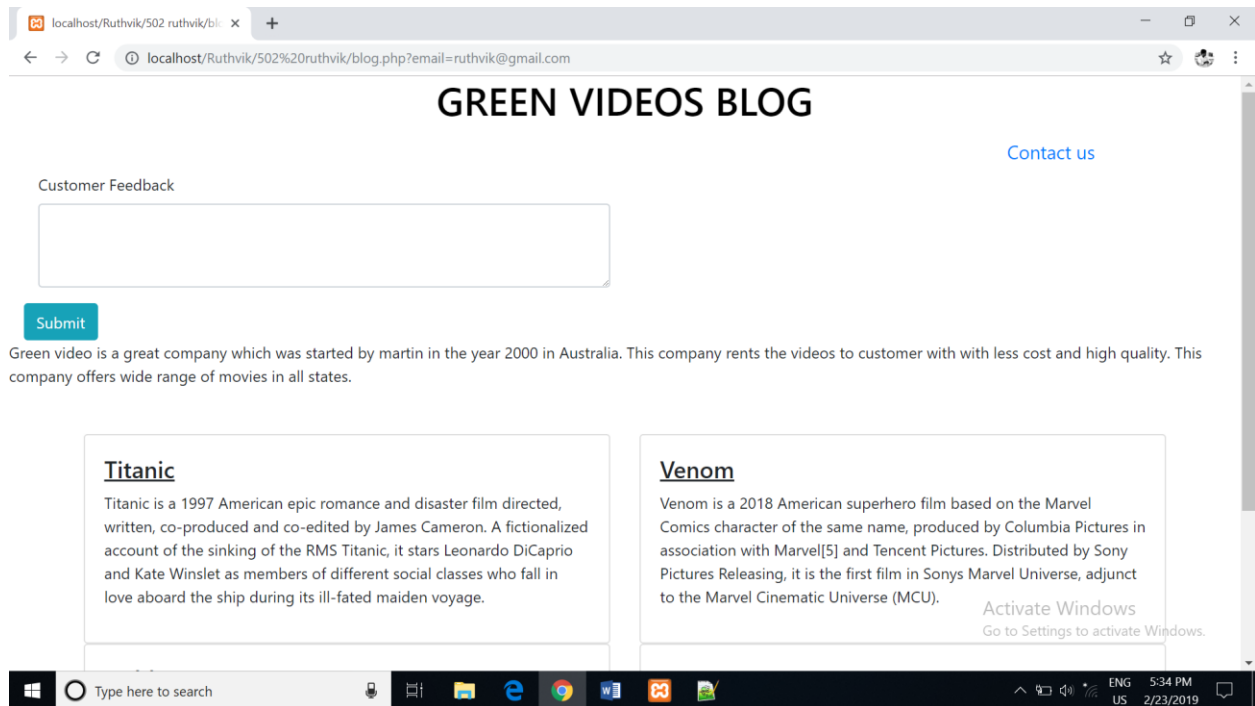 localhost/Ruthvik/502 ruthvik/blo
localhost/Ruthvik/502%20ruthvik/blog.php?email=ruthvik@gmail.com
GREEN VIDEOS BLOG
Contact us
Customer Feedback
Submit
Green video is a great company which was started by martin in the year 2000 in Australia. This company rents the videos to customer with with less cost and high quality. This
company offers wide range of movies in all states.
Titanic
Titanic is a 1997 American epic romance and disaster film directed,
written, co-produced and co-edited by James Cameron. A fictionalized
account of the sinking of the RMS Titanic, it stars Leonardo DiCaprio
and Kate Winslet as members of different social classes who fall in
love aboard the ship during its ill-fated maiden voyage.
Venom
Venom is a 2018 American superhero film based on the Marvel
Comics character of the same name, produced by Columbia Pictures in
association with Marvel[5] and Tencent Pictures. Distributed by Sony
Pictures Releasing, it is the first film in Sonys Marvel Universe, adjunct
to the Marvel Cinematic Universe (MCU).
Activate Windows
Go to Settings to activate Windows.
Type here to search
ENG
US
5:34 PM
2/23/2019